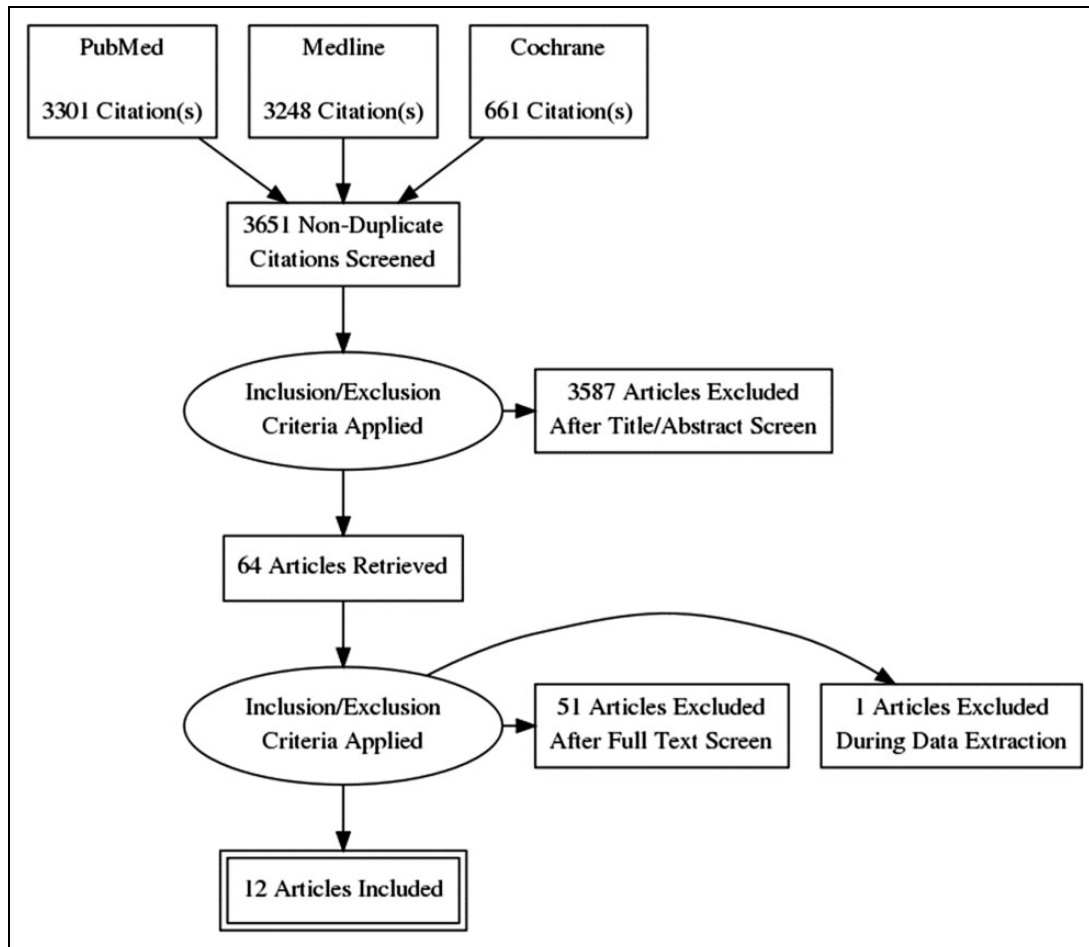 PubMed
3301 Citation(s)
Medline
3248 Citation(s)
Cochrane
661 Citation(s)
3651 Non-Duplicate
Citations Screened
Inclusion/Exclusion
Criteria Applied
3587 Articles Excluded
After Title/Abstract Screen
64 Articles Retrieved
Inclusion/Exclusion
Criteria Applied
51 Articles Excluded
After Full Text Screen
1 Articles Excluded
During Data Extraction
12 Articles Included